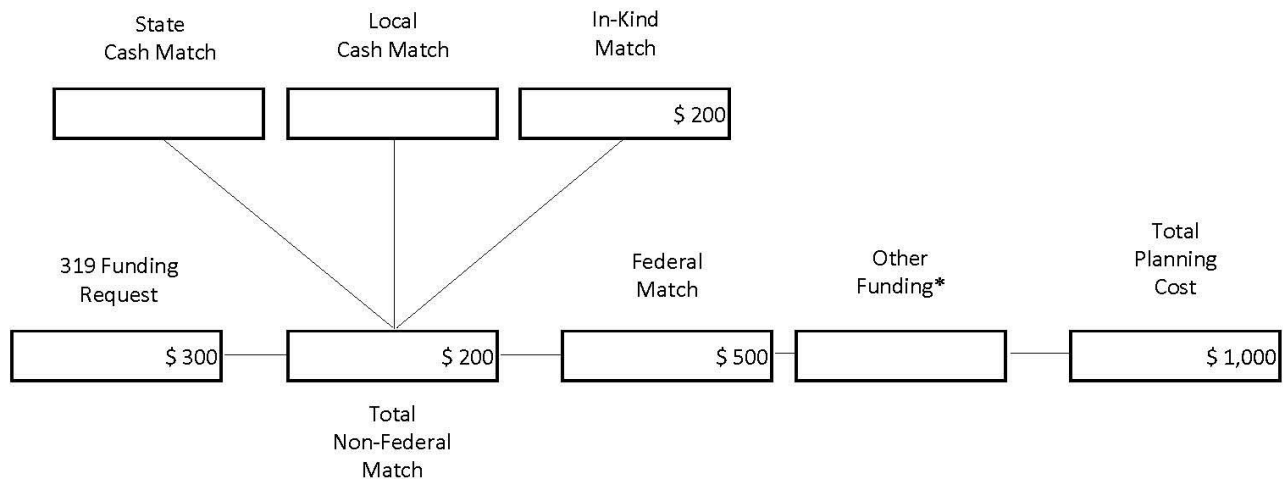 State
Cash Match
Local
Cash Match
In-Kind
Match
$ 200
319 Funding
Request
Federal
Match
Other
Funding*
Total
Planning
Cost
$ 300
$ 200
$ 500
$ 1,000
Total
Non-Federal
Match